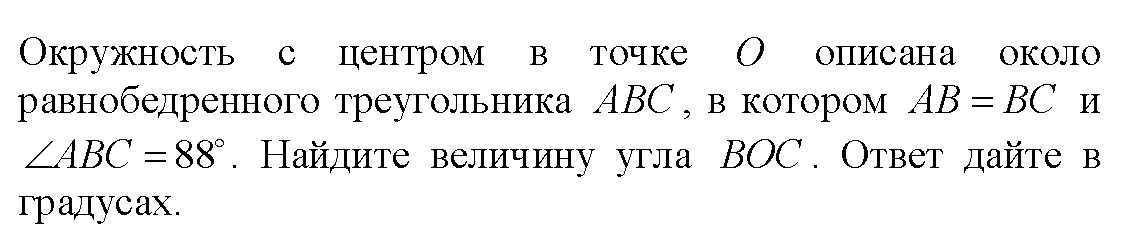 Окружность с центром в точке O описана около
равнобедренного треугольника ABC, в котором AB = BC и
∠ABC = 88°. Найдите величину угла BOC. Ответ дайте в
градусах.